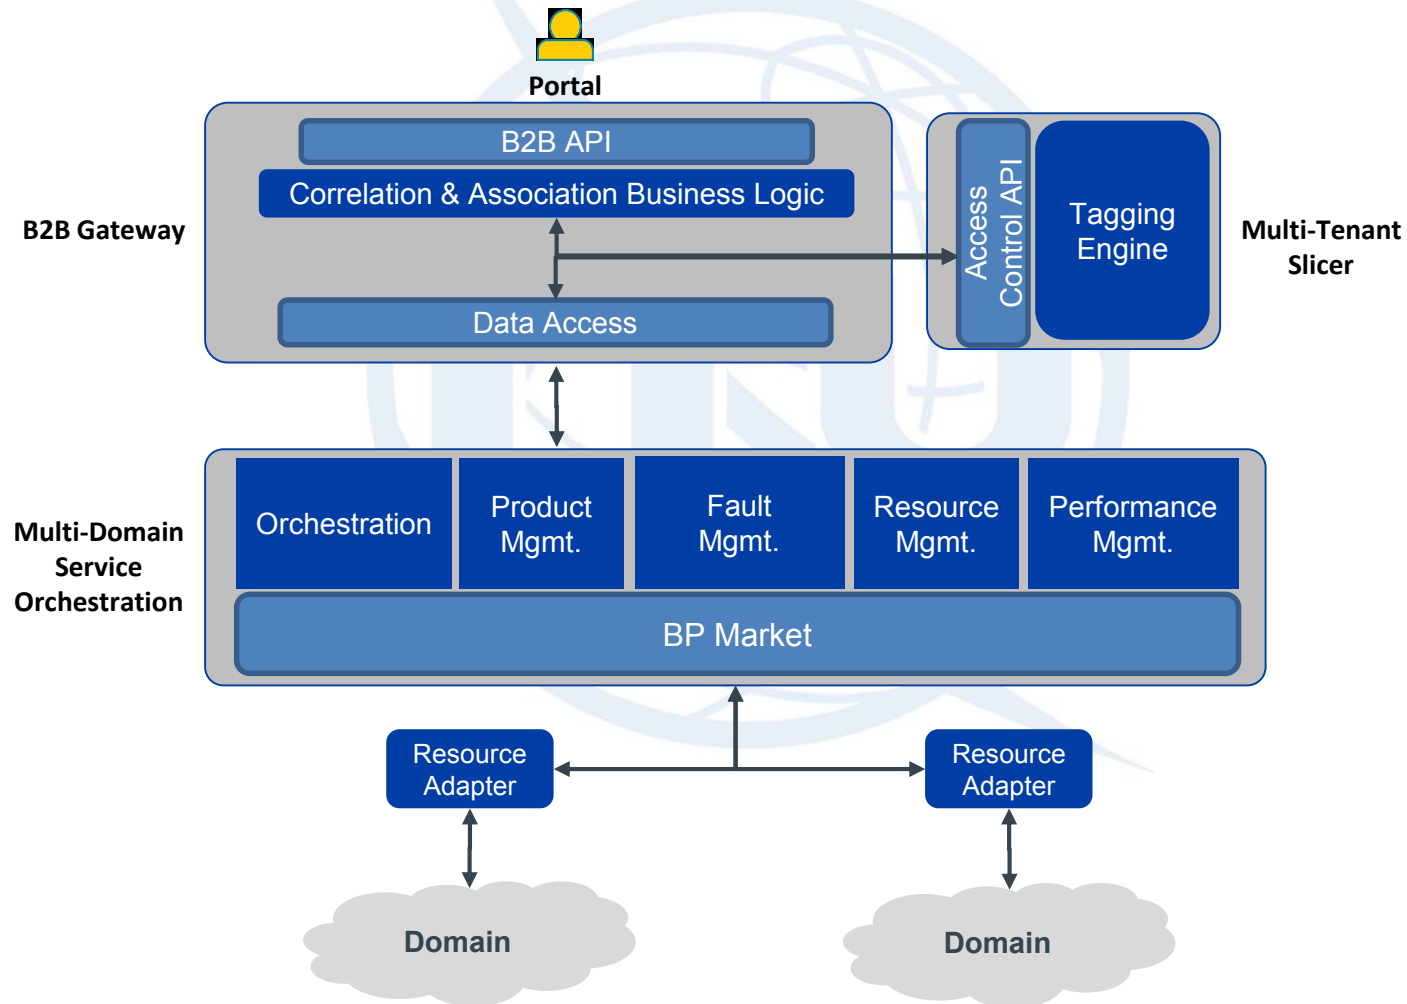 Portal
B2B API
Correlation & Association Business Logic
B2B Gateway
Data Access
Access
Control API
Tagging
Engine
Multi-Tenant
Slicer
Multi-Domain
Service
Orchestration
Orchestration
Product
Mgmt.
Fault
Mgmt.
Resource
Mgmt.
Performance
Mgmt.
BP Market
Resource
Adapter
Resource
Adapter
Domain
Domain